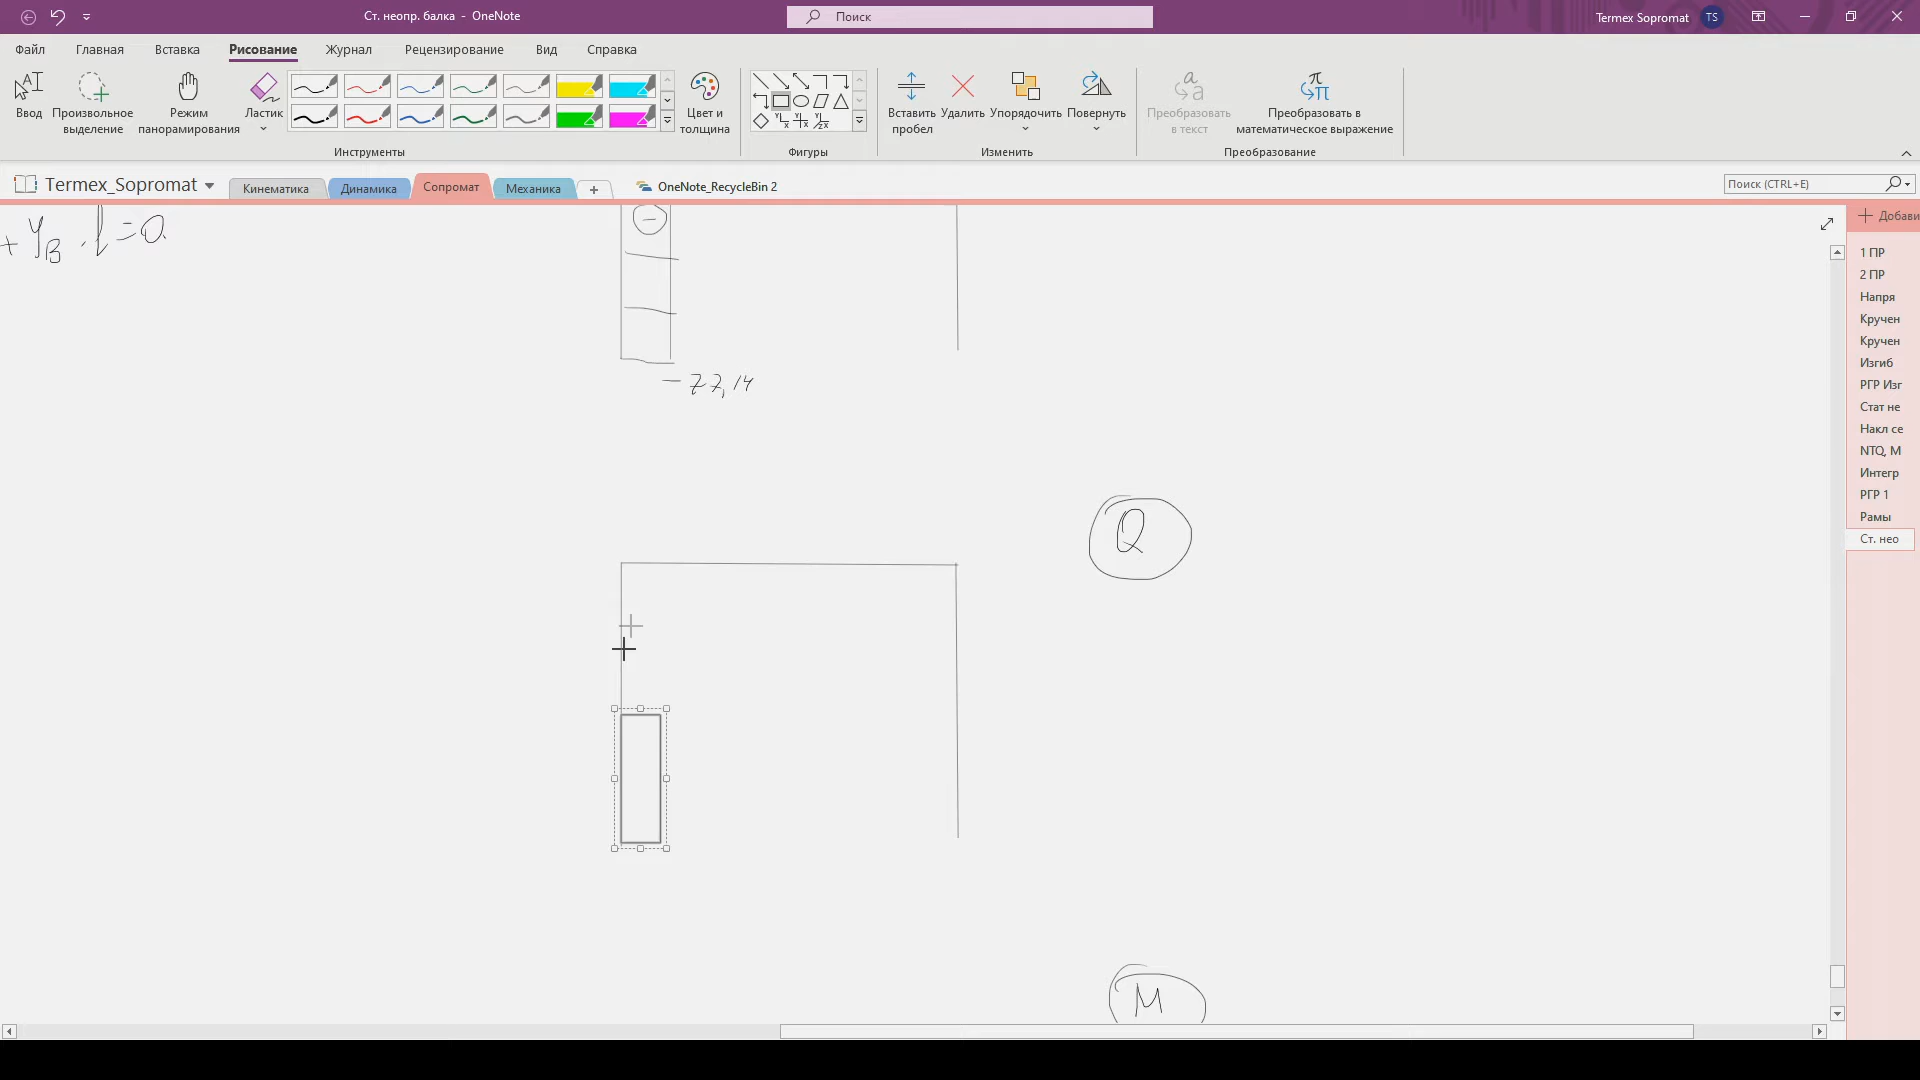 Ст. неопр. балка - OneNote
Поиск
Termex Sopromat
TS
Файл
Главная
Вставка
Рисование
Журнал
Рецензирование
Вид
Справка
Ввод
Произвольное выделение
Режим панорамирования
Ластик
Цвет и толщина
Вставить пробел
Удалить
Упорядочить
Повернуть
Преобразовать в текст
Преобразовать в математическое выражение
Инструменты
Фигуры
Изменить
Преобразование
Termex_Sopromat
Кинематика
Динамика
Сопромат
Механика
OneNote_RecycleBin 2
Поиск (CTRL+E)
Добави
1 ПР
2 ПР
Напря
Кручен
Кручен
Изгиб
РГР Изг
Стат не
Накл се
NTQ, M
Интегр
РГР 1
Рамы
Ст. нео
+ YB · l = 0
−
− 77,14
Q
M